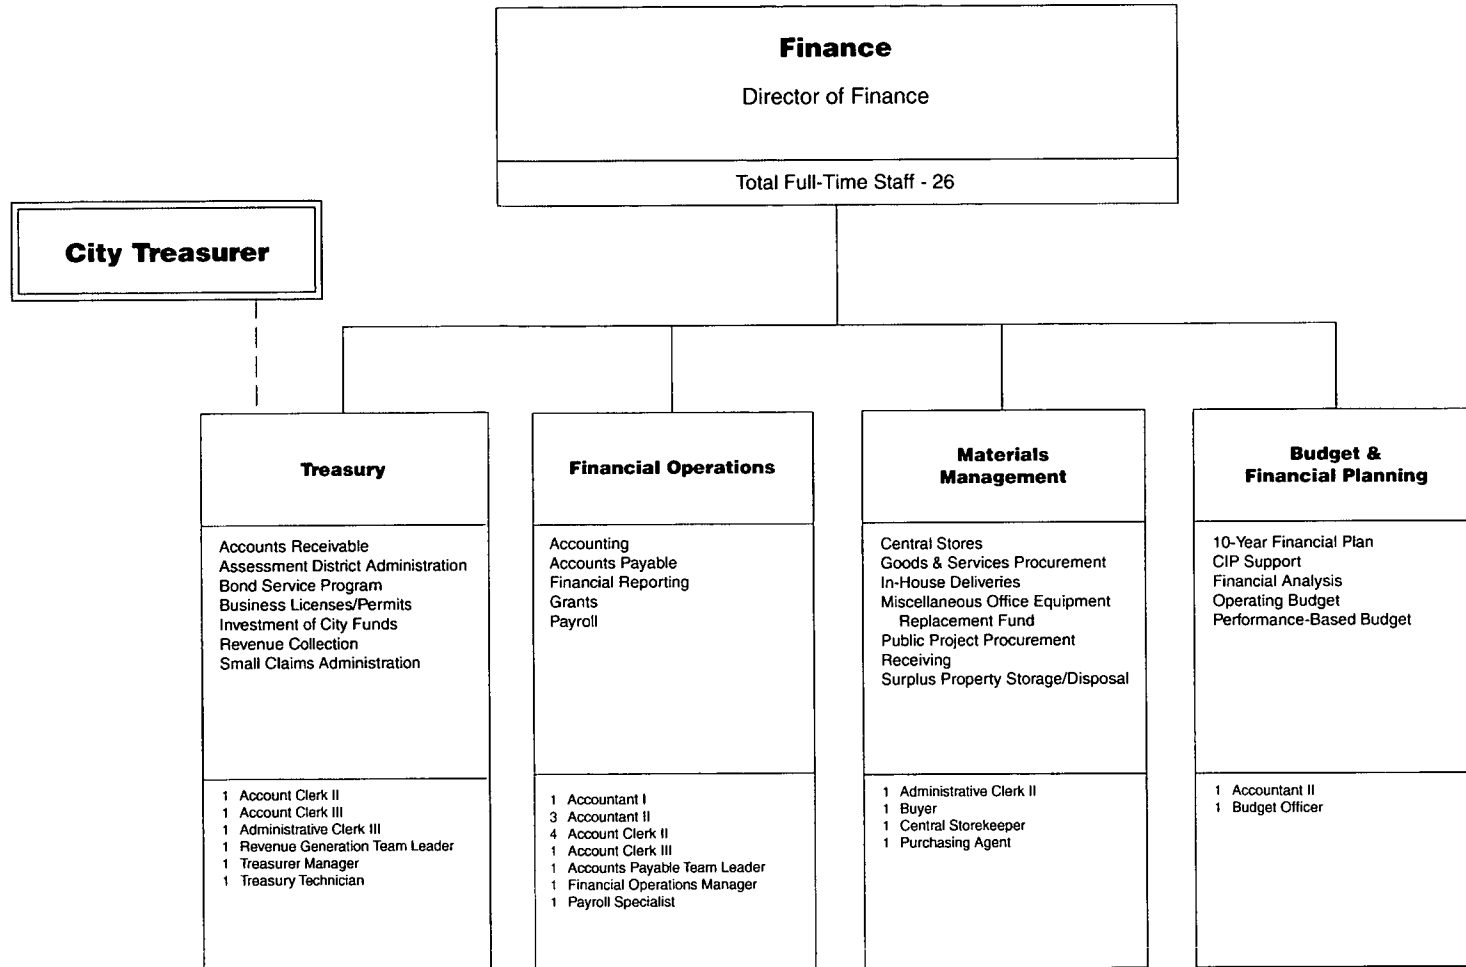 Finance
Director of Finance
Total Full-Time Staff - 26
City Treasurer
Treasury
Accounts Receivable
Assessment District Administration
Bond Service Program
Business Licenses/Permits
Investment of City Funds
Revenue Collection
Small Claims Administration
1 Account Clerk II
1 Account Clerk III
1 Administrative Clerk III
1 Revenue Generation Team Leader
1 Treasurer Manager
1 Treasury Technician
Financial Operations
Accounting
Accounts Payable
Financial Reporting
Grants
Payroll
1 Accountant I
3 Accountant II
4 Account Clerk II
1 Account Clerk III
1 Accounts Payable Team Leader
1 Financial Operations Manager
1 Payroll Specialist
Materials
Management
Central Stores
Goods & Services Procurement
In-House Deliveries
Miscellaneous Office Equipment
Replacement Fund
Public Project Procurement
Receiving
Surplus Property Storage/Disposal
1 Administrative Clerk II
1 Buyer
1 Central Storekeeper
1 Purchasing Agent
Budget &
Financial Planning
10-Year Financial Plan
CIP Support
Financial Analysis
Operating Budget
Performance-Based Budget
1 Accountant II
1 Budget Officer